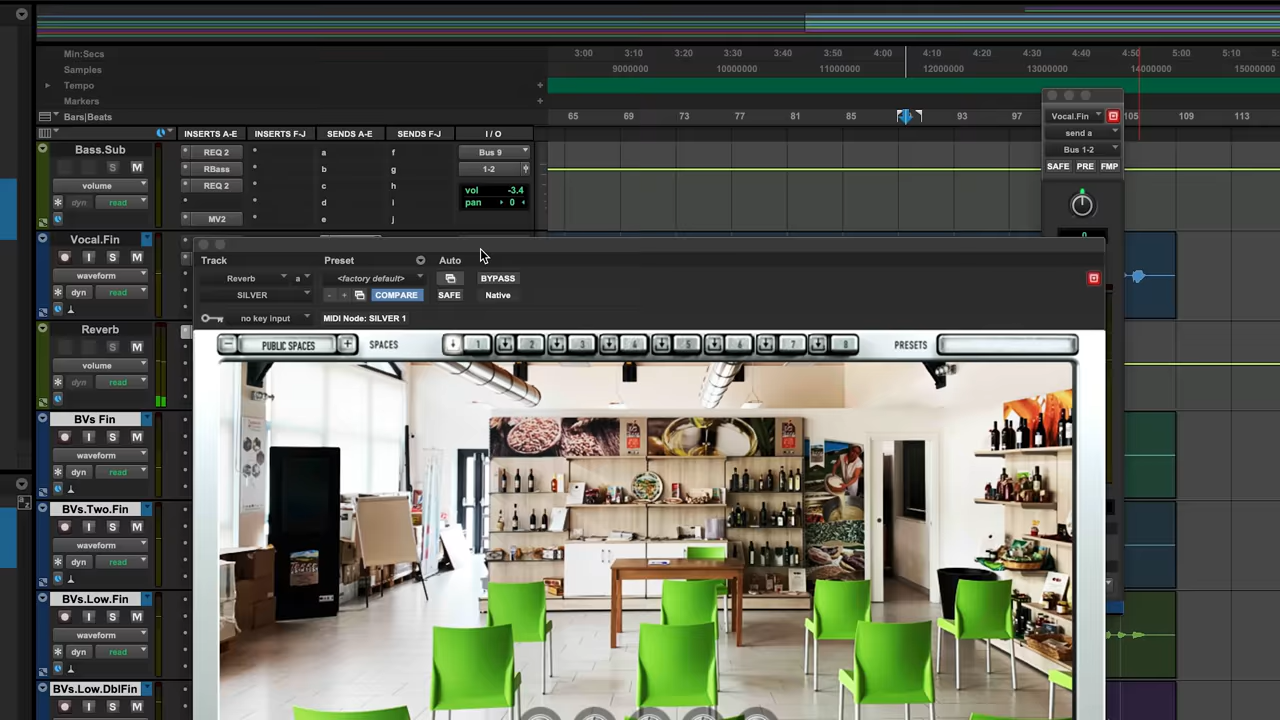 Min:Secs 3:00 3:10 3:20 3:30 3:40 3:50 4:00 4:10 4:20 4:30 4:40 4:50 5:00 5:10
Samples 9000000 10000000 11000000 12000000 13000000 14000000 15000000
Tempo +
Markers +
Bars|Beats 65 69 73 77 81 85 93 97 105 109 113
INSERTS A-E INSERTS F-J SENDS A-E SENDS F-J I / O
Vocal.Fin
send a
Bus 1-2
SAFE PRE FMP
0
Bass.Sub REQ 2 a f Bus 9
S M RBass b g 1-2
volume REQ 2 c h vol -3.4
dyn read d i pan 0
MV2 e j
Vocal.Fin
I S M
waveform
dyn read
Reverb
S M
volume
dyn read
BVs Fin
I S M
waveform
dyn read
BVs.Two.Fin
I S M
waveform
dyn read
BVs.Low.Fin
I S M
waveform
dyn read
BVs.Low.DblFin
Track Preset Auto
Reverb a <factory default> BYPASS
SILVER - + COMPARE SAFE Native
no key input MIDI Node: SILVER 1
− PUBLIC SPACES + SPACES 1 2 3 4 5 6 7 8 PRESETS